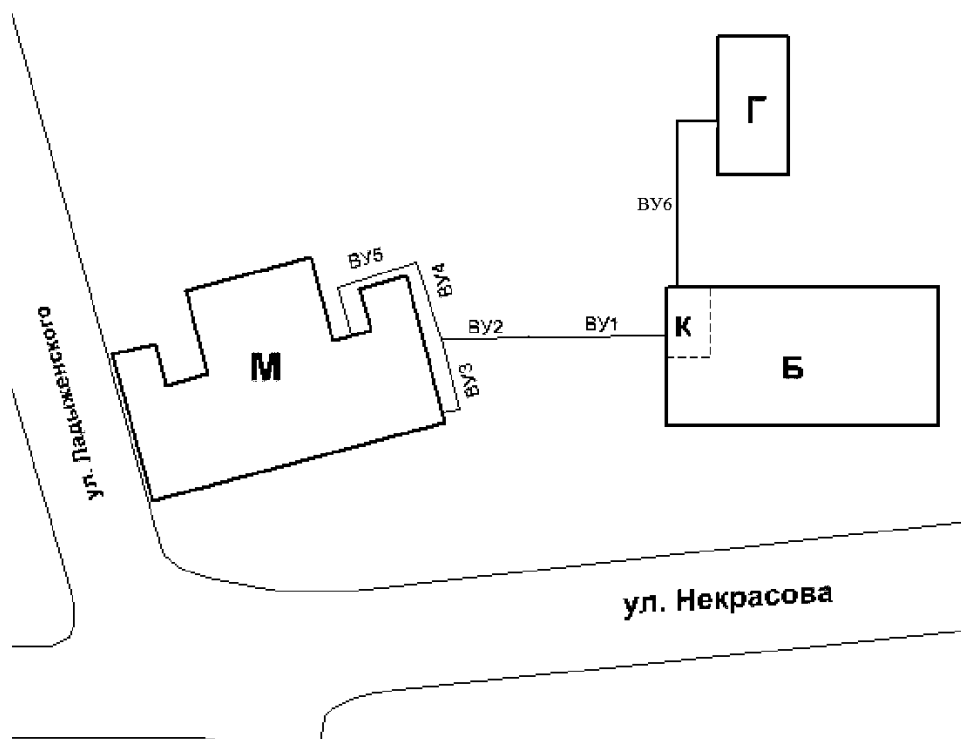 Г
ВУ6
ВУ5
ВУ4
ВУ2
ВУ1
К
Б
М
ВУ3
ул. Ладыженского
ул. Некрасова